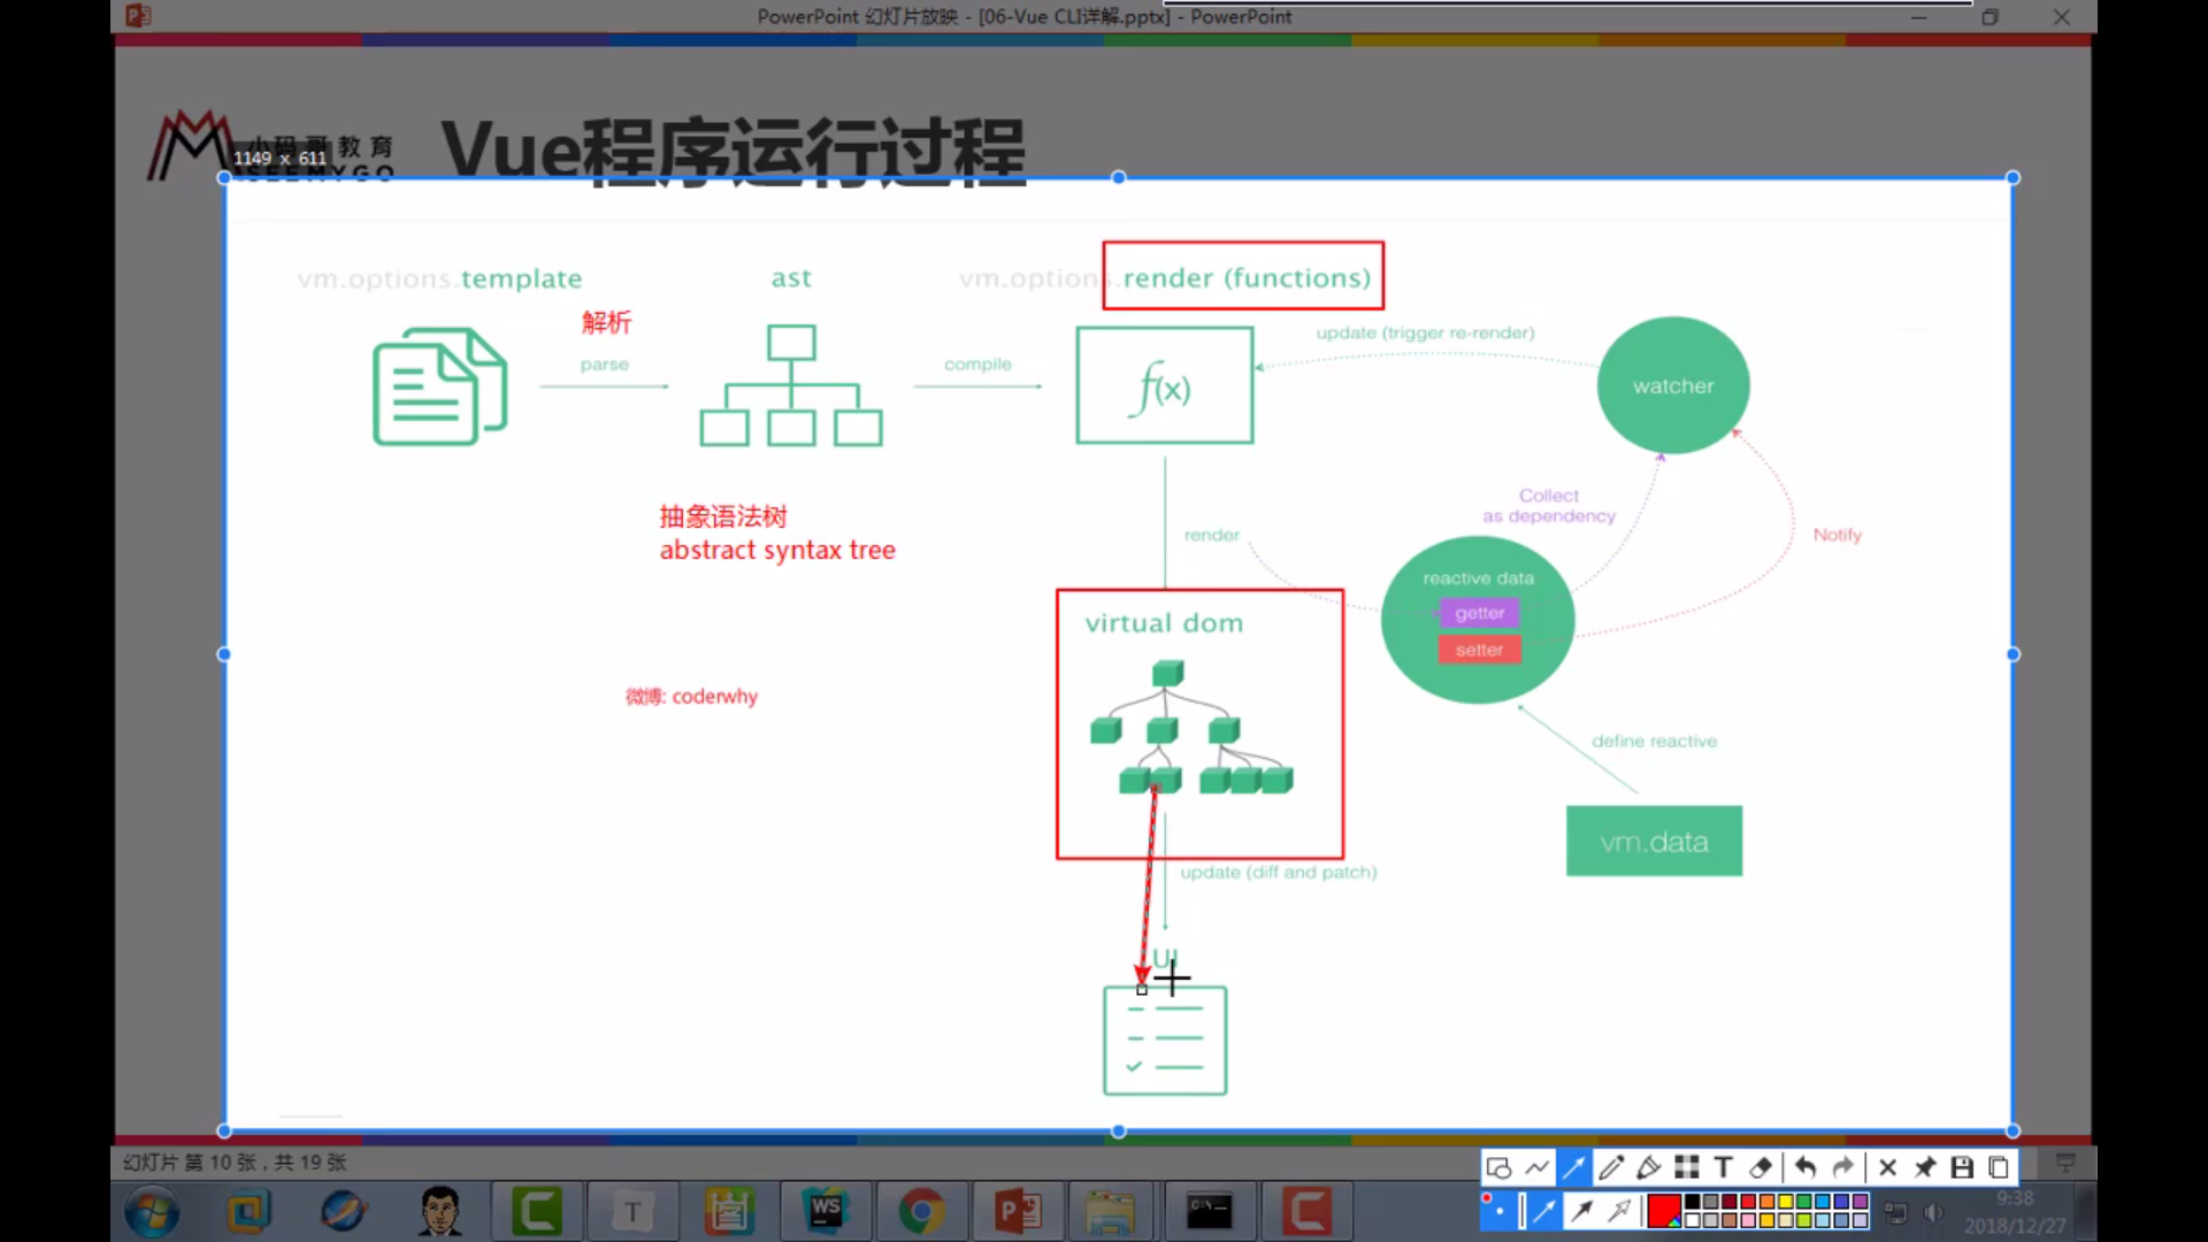 PowerPoint 幻灯片放映 - [06-Vue CLI详解.pptx] - PowerPoint
小码哥教育
SEEMYGO
1149 x 611
Vue程序运行过程
vm.options.template
ast
vm.options.render (functions)
解析
parse
compile
f(x)
update (trigger re-render)
watcher
抽象语法树
abstract syntax tree
render
Collect
as dependency
Notify
reactive data
getter
setter
virtual dom
微博: coderwhy
define reactive
vm.data
update (diff and patch)
UI
幻灯片 第 10 张，共 19 张
T
T
WS
C:\
9:38
2018/12/27